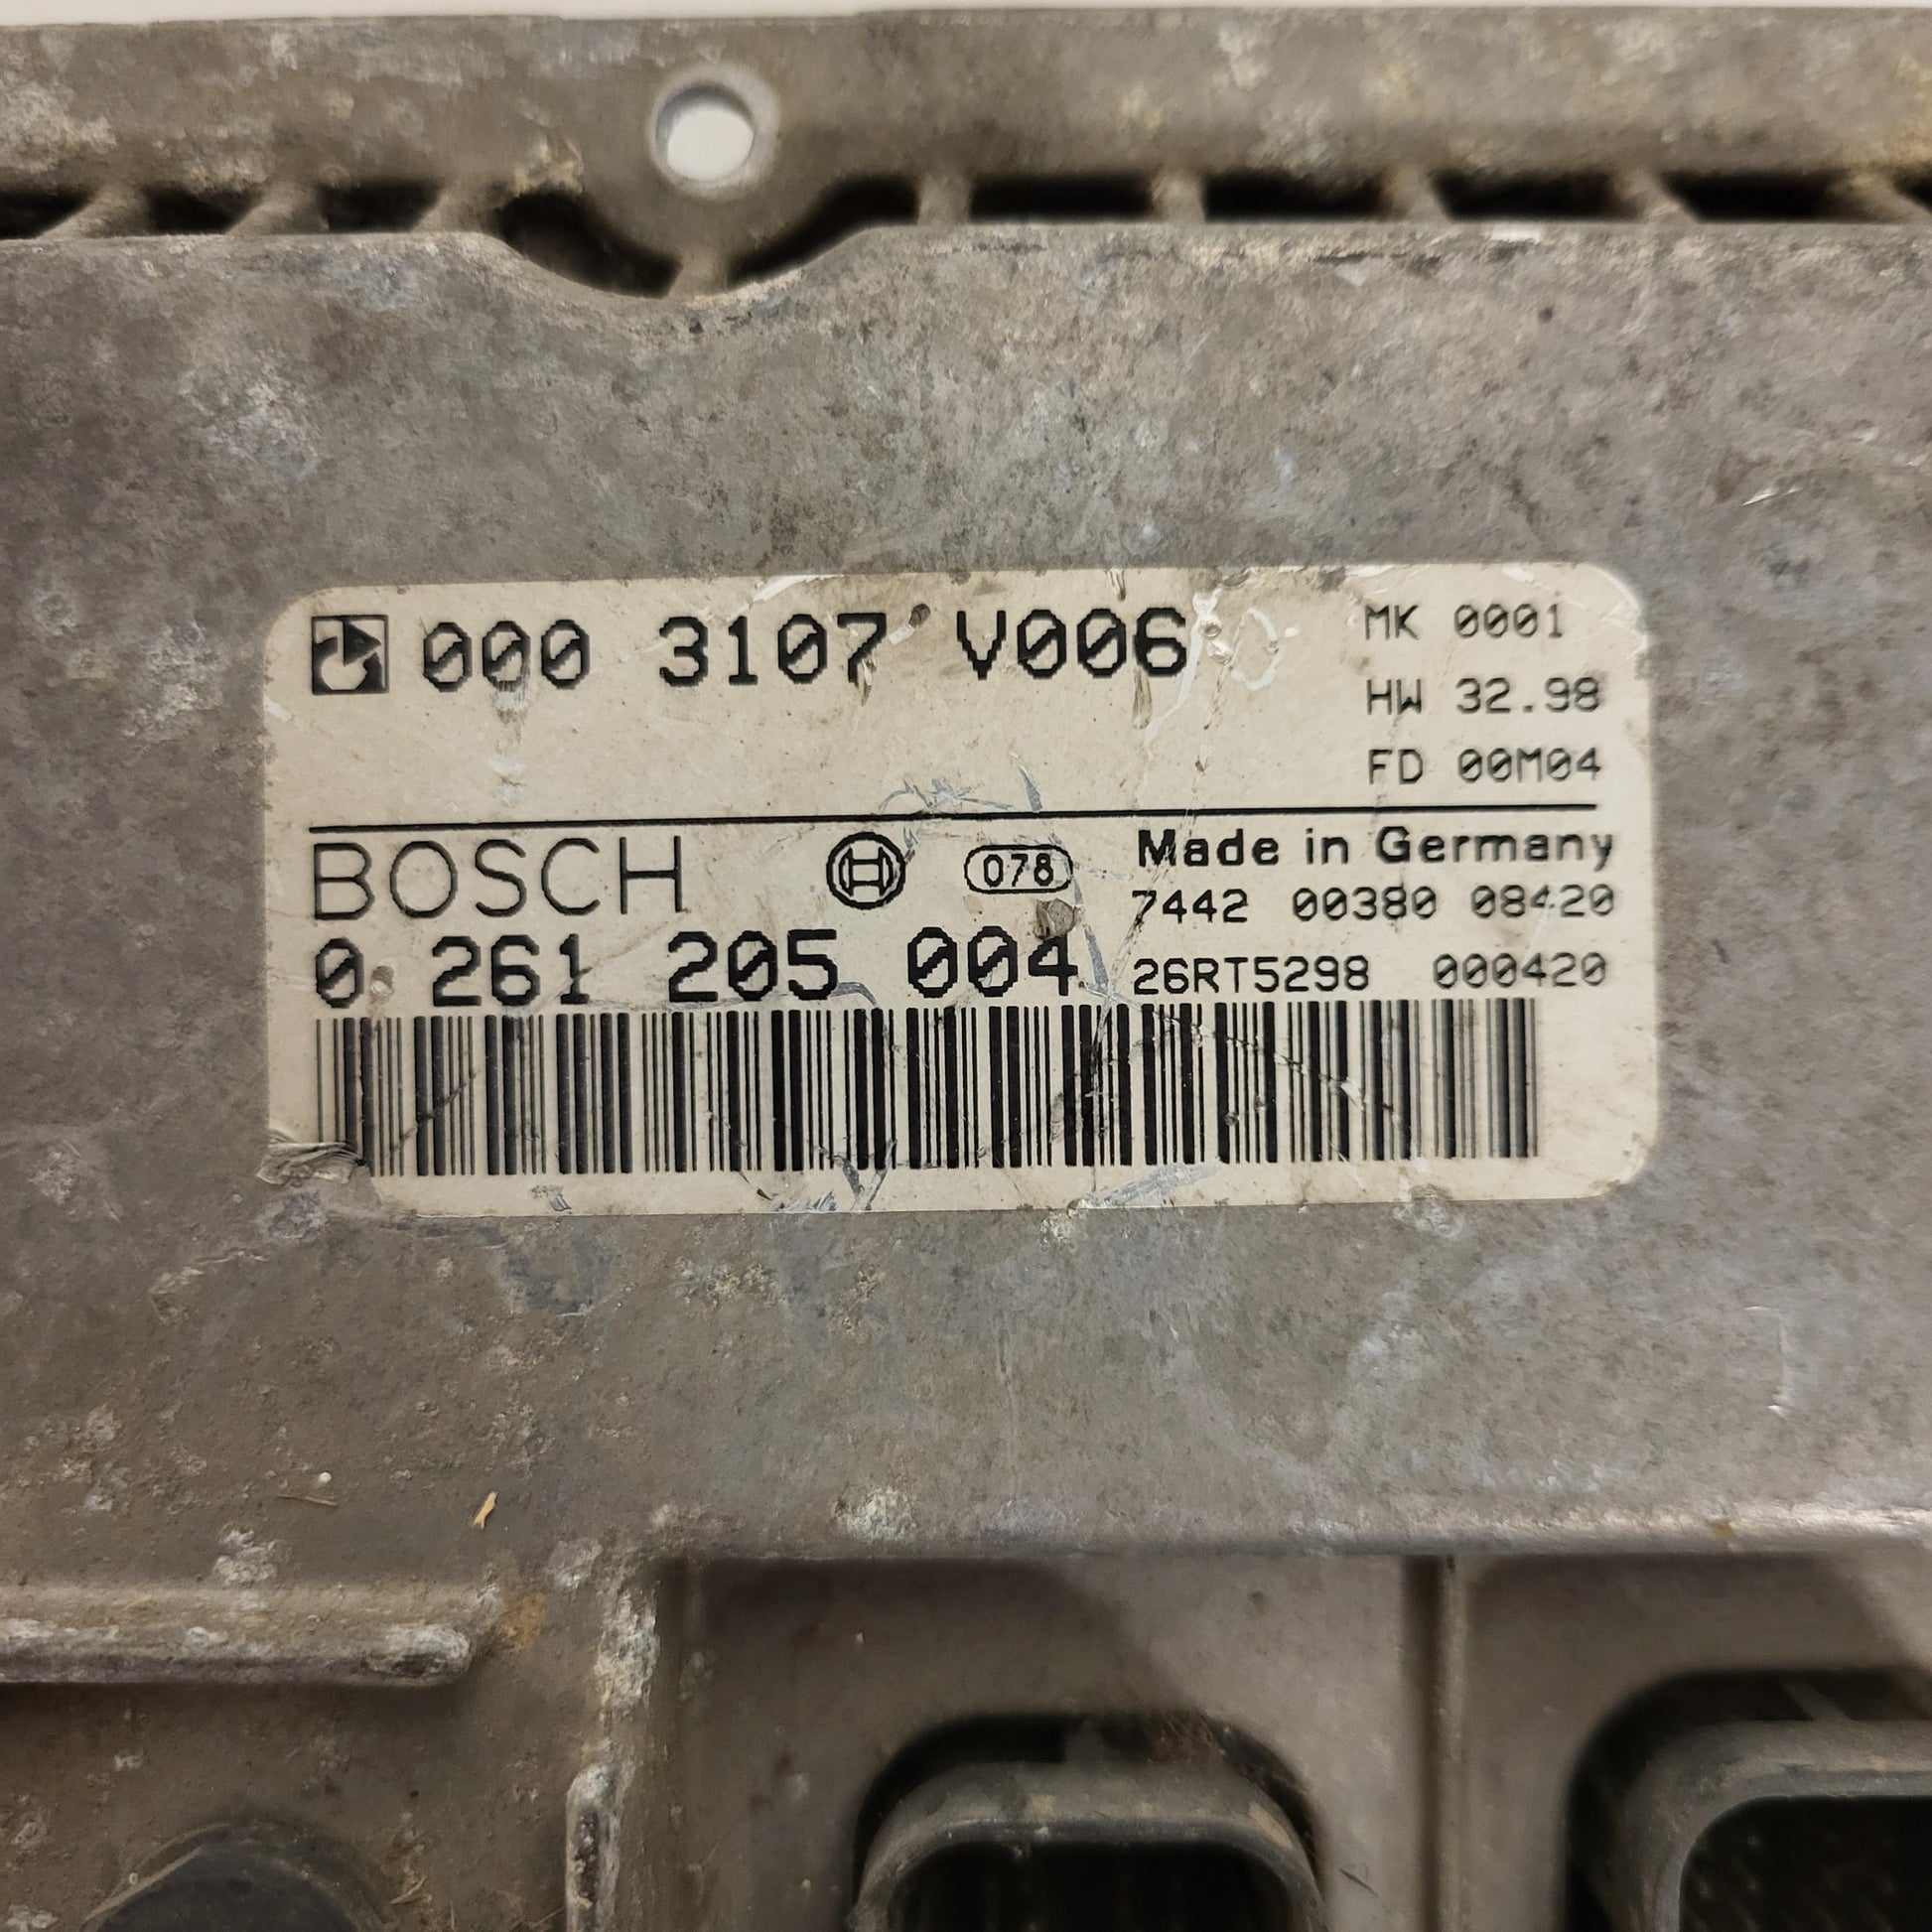 000 3107 V006
MK 0001
HW 32.98
FD 00M04
BOSCH
078
Made in Germany
7442 00380 08420
0 261 205 004
26RT5298 000420